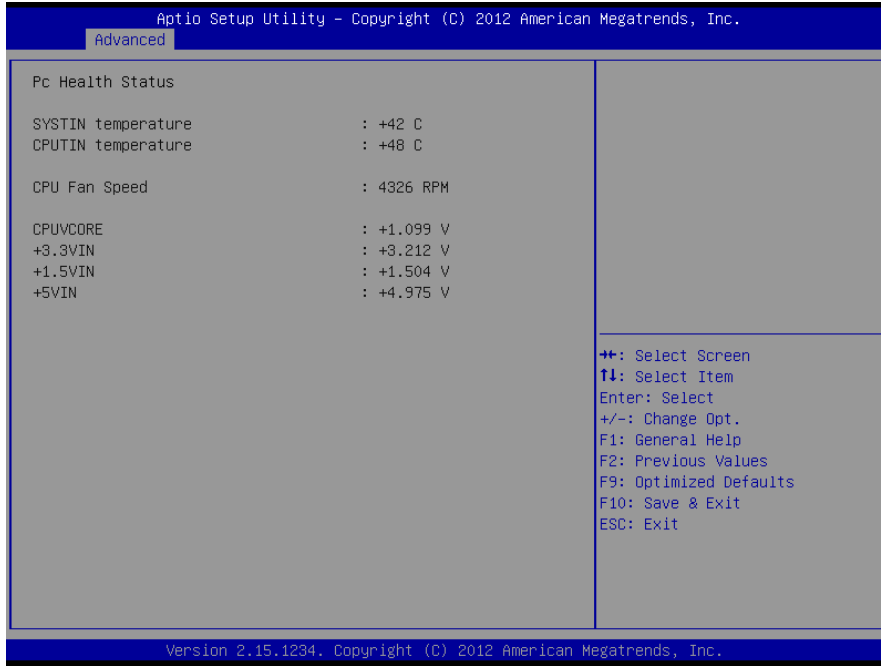 Aptio Setup Utility – Copyright (C) 2012 American Megatrends, Inc.
Advanced
Pc Health Status
SYSTIN temperature : +42 C
CPUTIN temperature : +48 C
CPU Fan Speed : 4326 RPM
CPUVCORE : +1.099 V
+3.3VIN : +3.212 V
+1.5VIN : +1.504 V
+5VIN : +4.975 V
→←: Select Screen
↑↓: Select Item
Enter: Select
+/-: Change Opt.
F1: General Help
F2: Previous Values
F9: Optimized Defaults
F10: Save & Exit
ESC: Exit
Version 2.15.1234. Copyright (C) 2012 American Megatrends, Inc.